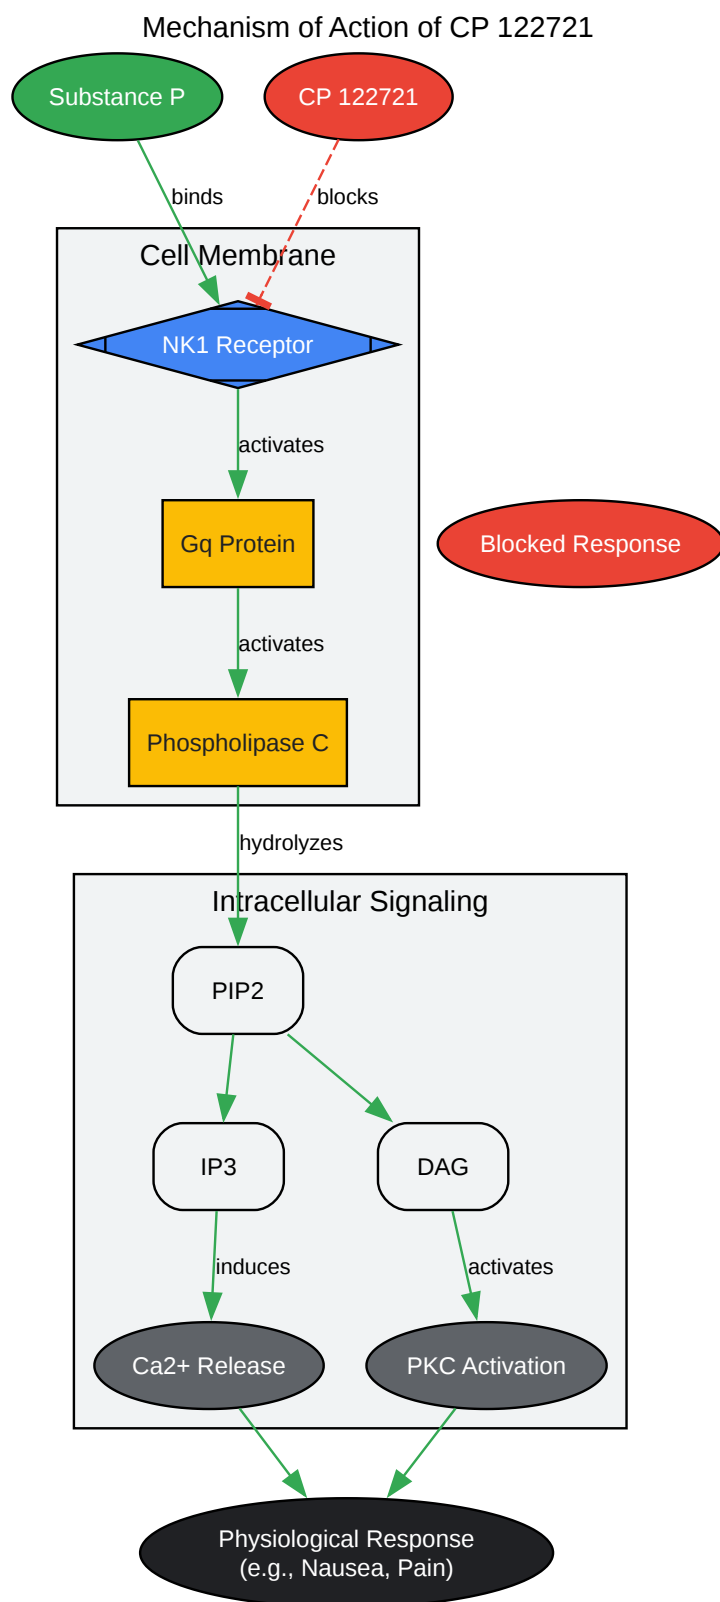 Mechanism of Action of CP 122721
Substance P
CP 122721
binds
blocks
Cell Membrane
NK1 Receptor
activates
Gq Protein
Blocked Response
activates
Phospholipase C
hydrolyzes
Intracellular Signaling
PIP2
IP3
DAG
induces
activates
Ca2+ Release
PKC Activation
Physiological Response
(e.g., Nausea, Pain)